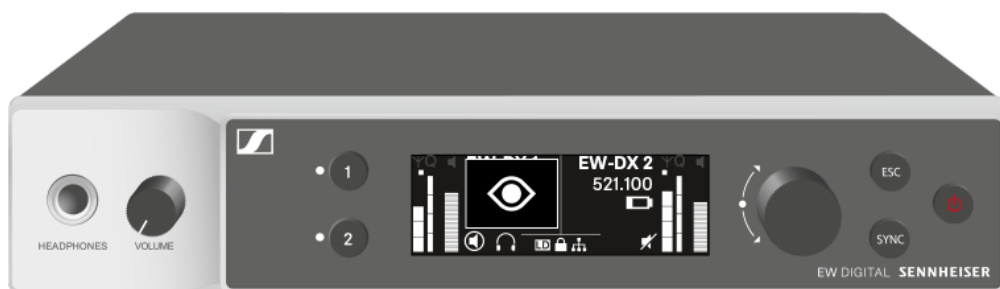 HEADPHONES
VOLUME
1
2
Y Q
EW-DX 2
521.100
Y Q
LD
ESC
SYNC
EW DIGITAL SENNHEISER